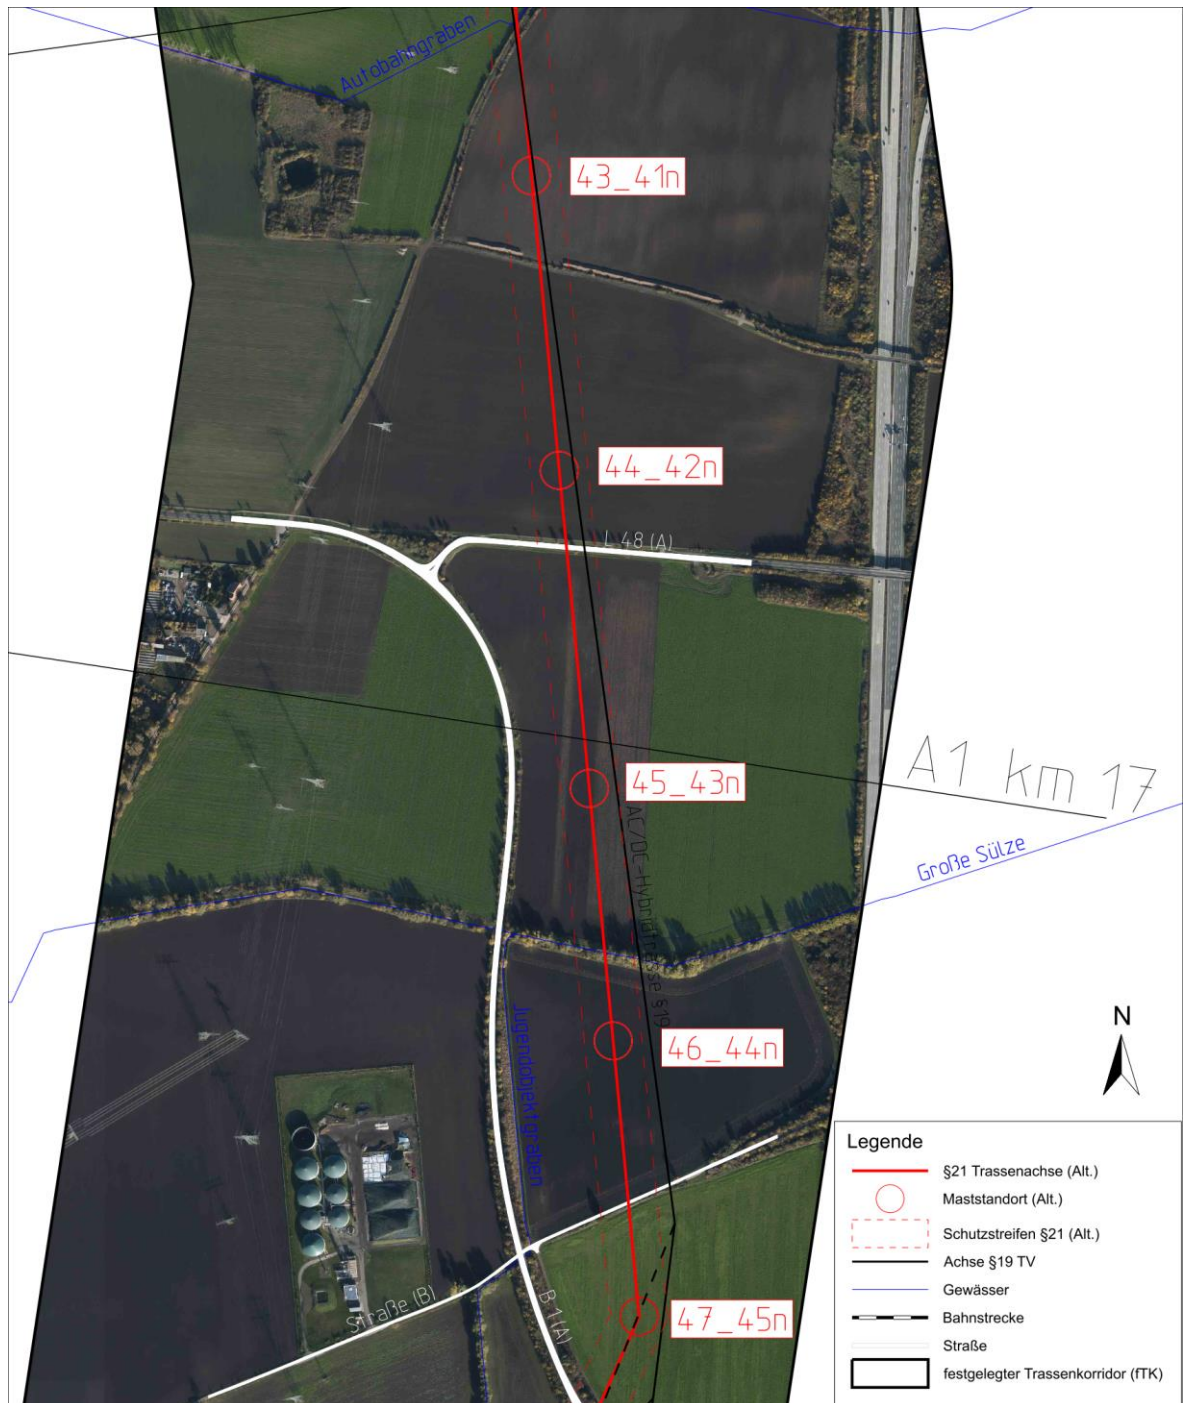 Autobahngraben
43_41n
44_42n
L 48 (A)
A1 km 17
45_43n
AC/DC-Hybridtrasse §19
Große Sülze
46_44n
Jugendobjektgraben
N
47_45n
Straße (B)
B 1 (A)
Legende
§21 Trassenachse (Alt.)
Maststandort (Alt.)
Schutzstreifen §21 (Alt.)
Achse §19 TV
Gewässer
Bahnstrecke
Straße
festgelegter Trassenkorridor (fTK)